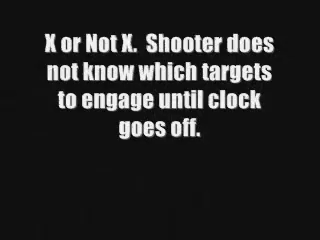 X or Not X.  Shooter does
not know which targets
to engage until clock
goes off.